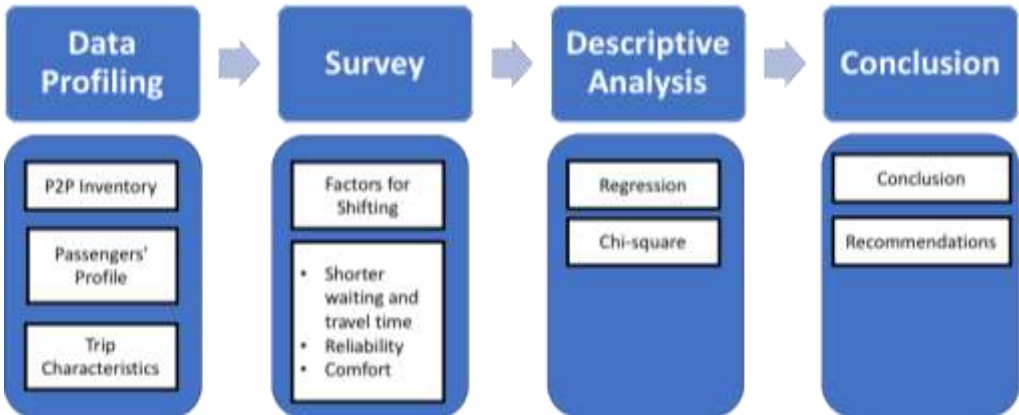 Data
Profiling
Survey
Descriptive
Analysis
Conclusion
P2P Inventory
Passengers'
Profile
Trip
Characteristics
Factors for
Shifting
• Shorter
waiting and
travel time
• Reliability
• Comfort
Regression
Chi-square
Conclusion
Recommendations